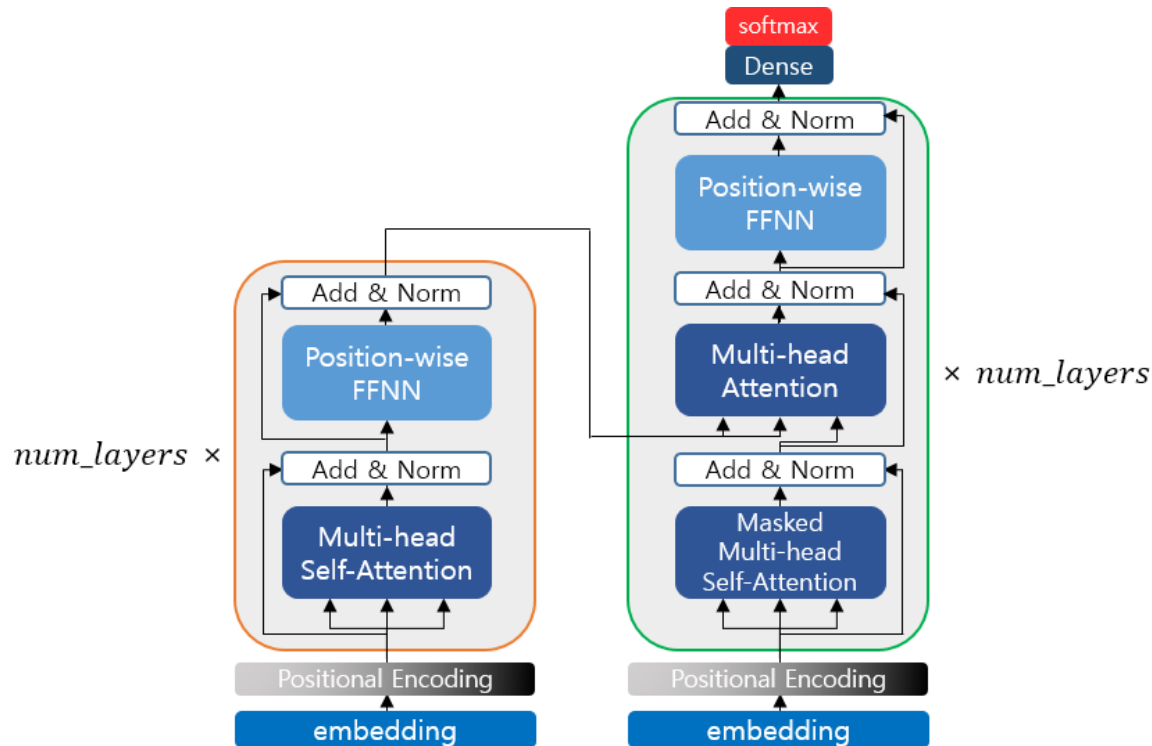 softmax
Dense
Add & Norm
Position-wise
FFNN
Add & Norm
Multi-head
Attention
× num_layers
Add & Norm
Masked
Multi-head
Self-Attention
Positional Encoding
embedding
Add & Norm
Position-wise
FFNN
num_layers ×
Add & Norm
Multi-head
Self-Attention
Positional Encoding
embedding